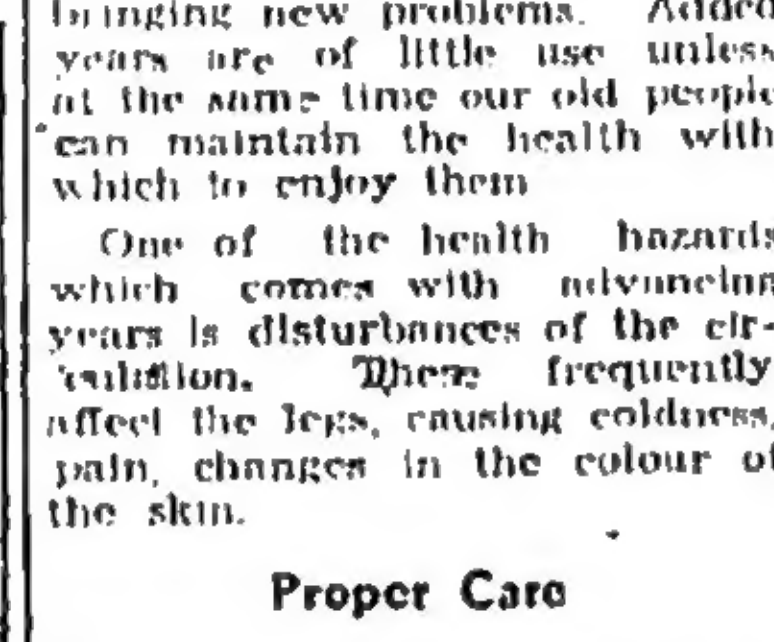 bringing new problems. Added
years are of little use unless
at the same time our old people
can maintain the health with
which to enjoy them
One of the health hazards
which comes with advancing
years is disturbances of the cir-
culation. These frequently
affect the legs, causing coldness,
pain, changes in the colour of
the skin.
Proper Care